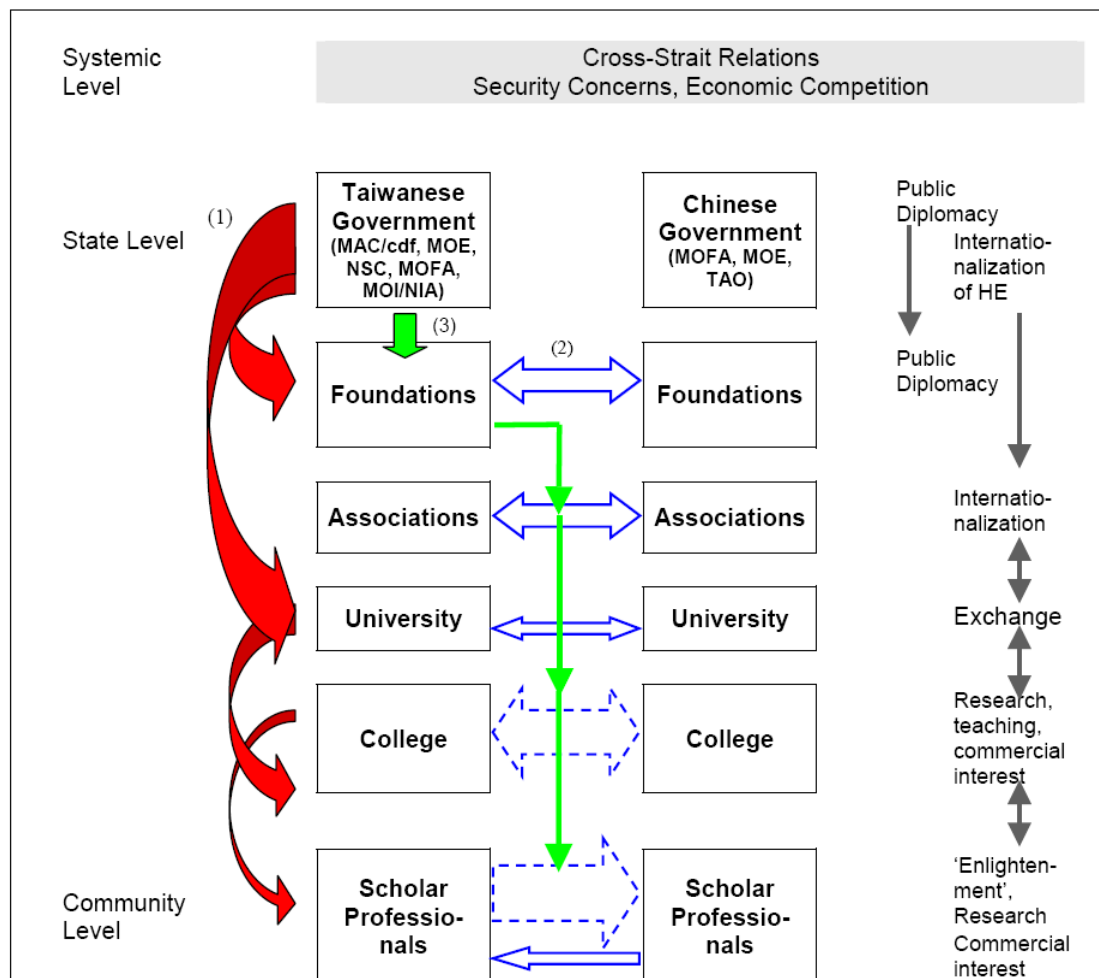 Systemic
Level
Cross-Strait Relations
Security Concerns, Economic Competition
State Level
(1)
Taiwanese
Government
(MAC/cdf, MOE,
NSC, MOFA,
MOI/NIA)
Chinese
Government
(MOFA, MOE,
TAO)
Public
Diplomacy
Internatio-
nalization
of HE
(3)
(2)
Foundations
Foundations
Public
Diplomacy
Associations
Associations
Internatio-
nalization
University
University
Exchange
College
College
Research,
teaching,
commercial
interest
Community
Level
Scholar
Professio-
nals
Scholar
Professio-
nals
‘Enlighten-
ment’,
Research
Commercial
interest